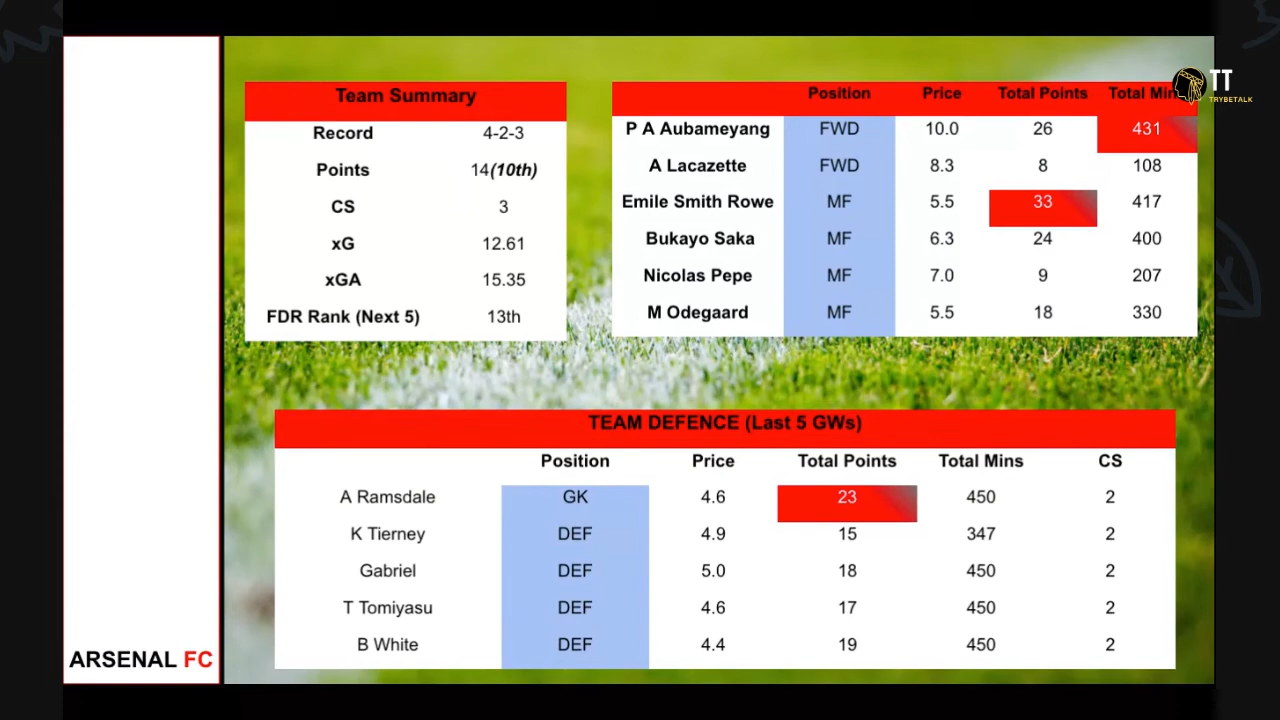 TT
TRYBETALK
Team Summary
Record 4-2-3
Points 14(10th)
CS 3
xG 12.61
xGA 15.35
FDR Rank (Next 5) 13th
Position Price Total Points Total Min
P A Aubameyang FWD 10.0 26 431
A Lacazette FWD 8.3 8 108
Emile Smith Rowe MF 5.5 33 417
Bukayo Saka MF 6.3 24 400
Nicolas Pepe MF 7.0 9 207
M Odegaard MF 5.5 18 330
TEAM DEFENCE (Last 5 GWs)
Position Price Total Points Total Mins CS
A Ramsdale GK 4.6 23 450 2
K Tierney DEF 4.9 15 347 2
Gabriel DEF 5.0 18 450 2
T Tomiyasu DEF 4.6 17 450 2
B White DEF 4.4 19 450 2
ARSENAL FC